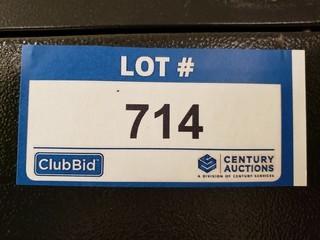 LOT #
714
ClubBid
CENTURY
AUCTIONS
A DIVISION OF CENTURY SERVICES